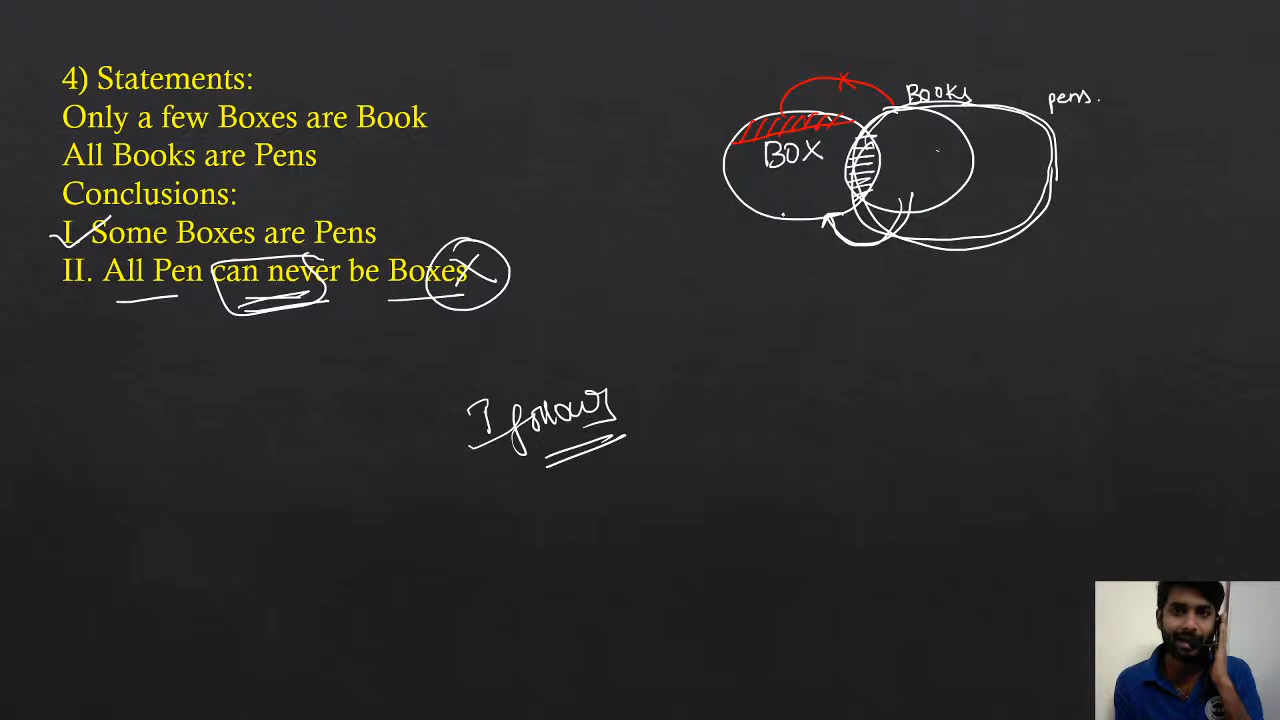 4) Statements:
Only a few Boxes are Book
All Books are Pens
Conclusions:
I. Some Boxes are Pens
II. All Pen can never be Boxes
BOX
Books
pens.
I follows